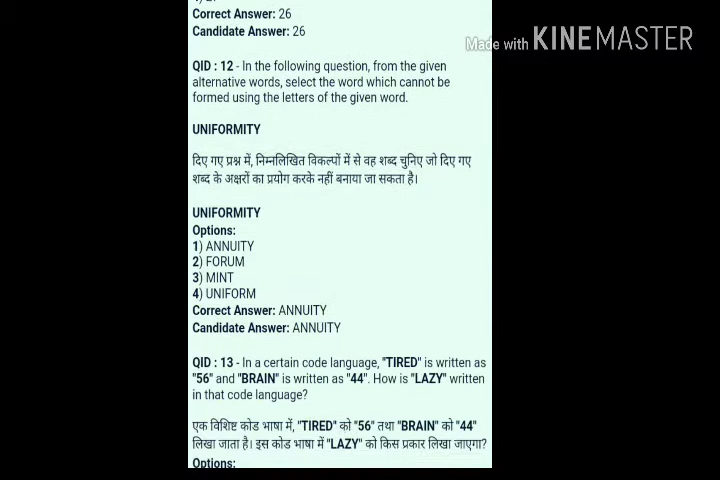 Correct Answer: 26
Candidate Answer: 26
Made with KINEMASTER
QID : 12 - In the following question, from the given
alternative words, select the word which cannot be
formed using the letters of the given word.
UNIFORMITY
दिए गए प्रश्न में, निम्नलिखित विकल्पों में से वह शब्द चुनिए जो दिए गए
शब्द के अक्षरों का प्रयोग करके नहीं बनाया जा सकता है।
UNIFORMITY
Options:
1) ANNUITY
2) FORUM
3) MINT
4) UNIFORM
Correct Answer: ANNUITY
Candidate Answer: ANNUITY
QID : 13 - In a certain code language, "TIRED" is written as
"56" and "BRAIN" is written as "44". How is "LAZY" written
in that code language?
एक विशिष्ट कोड भाषा में, "TIRED" को "56" तथा "BRAIN" को "44"
लिखा जाता है। इस कोड भाषा में "LAZY" को किस प्रकार लिखा जाएगा?
Options: